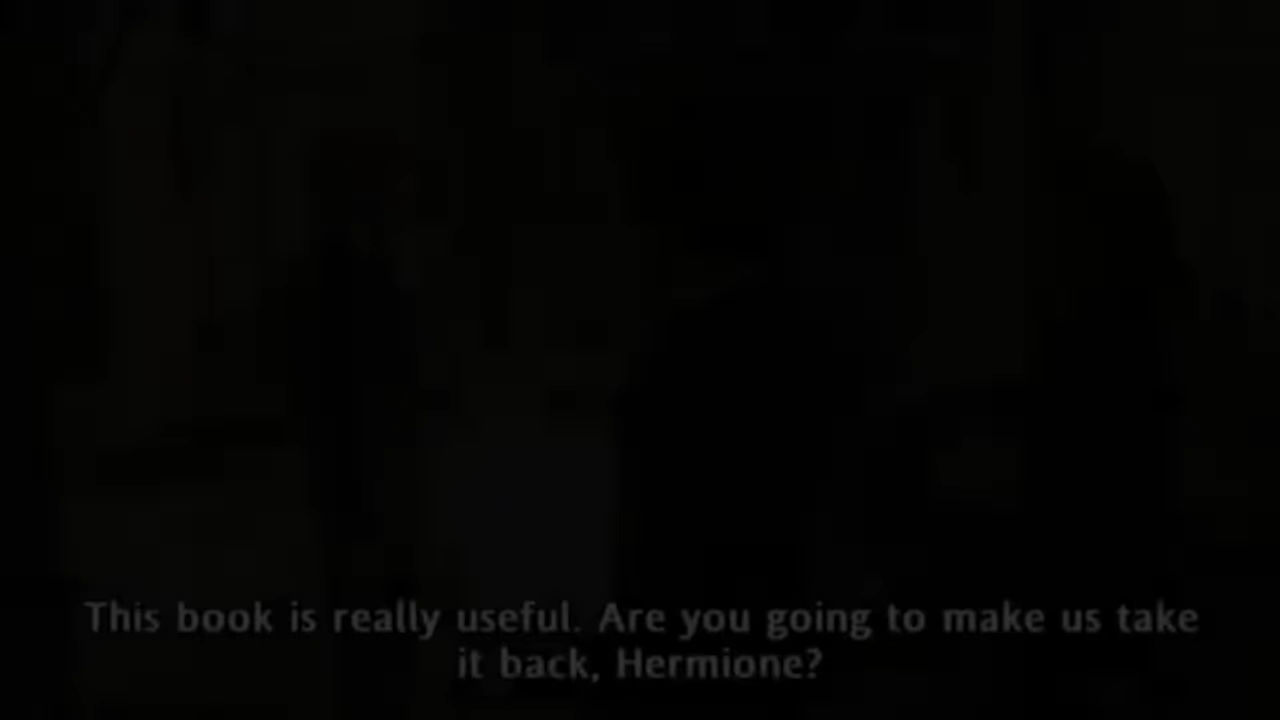 This book is really useful. Are you going to make us take
it back, Hermione?